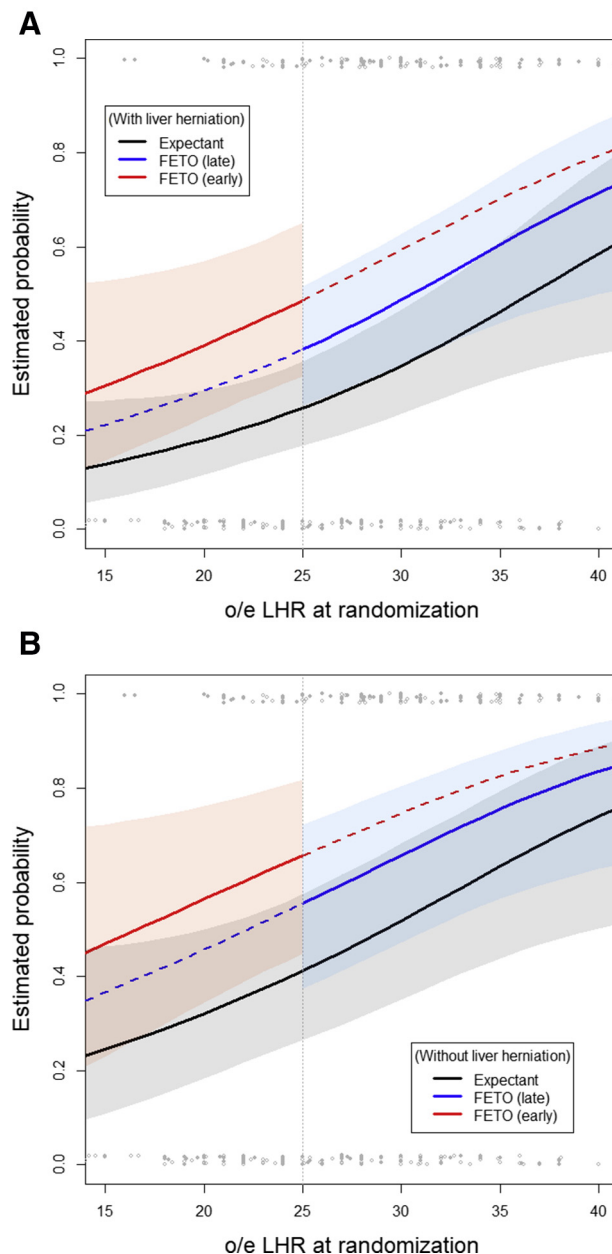 A
Estimated probability
1.0
0.8
0.6
0.4
0.2
0.0
(With liver herniation)
Expectant
FETO (late)
FETO (early)
15 20 25 30 35 40
o/e LHR at randomization
B
Estimated probability
1.0
0.8
0.6
0.4
0.2
0.0
(Without liver herniation)
Expectant
FETO (late)
FETO (early)
15 20 25 30 35 40
o/e LHR at randomization